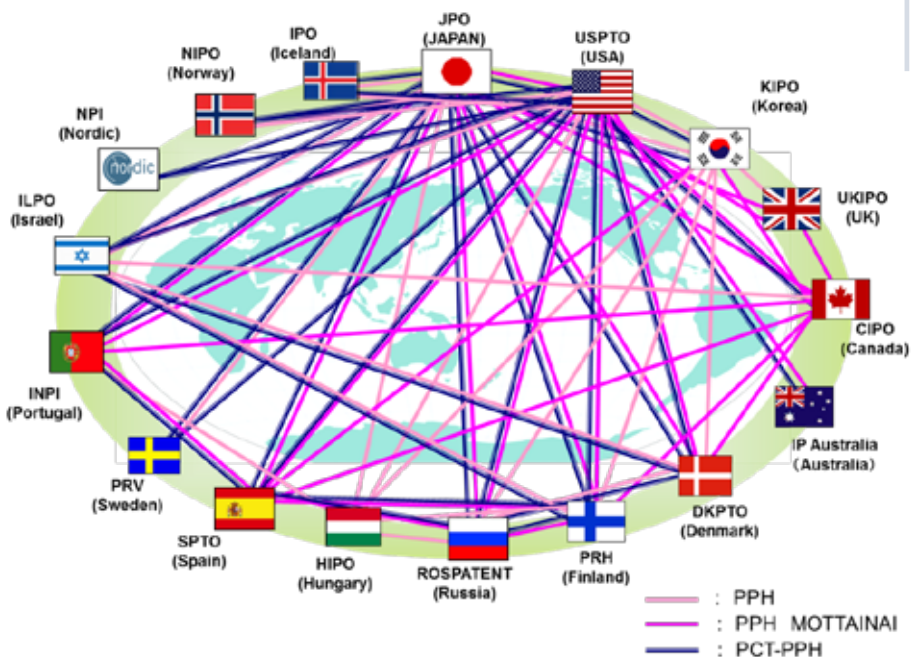 JPO
(JAPAN)
USPTO
(USA)
IPO
(Iceland)
NIPO
(Norway)
KIPO
(Korea)
NPI
(Nordic)
nordic
ILPO
(Israel)
UKIPO
(UK)
CIPO
(Canada)
INPI
(Portugal)
IP Australia
(Australia)
PRV
(Sweden)
DKPTO
(Denmark)
SPTO
(Spain)
HIPO
(Hungary)
ROSPATENT
(Russia)
PRH
(Finland)
: PPH
: PPH MOTTAINAI
: PCT-PPH